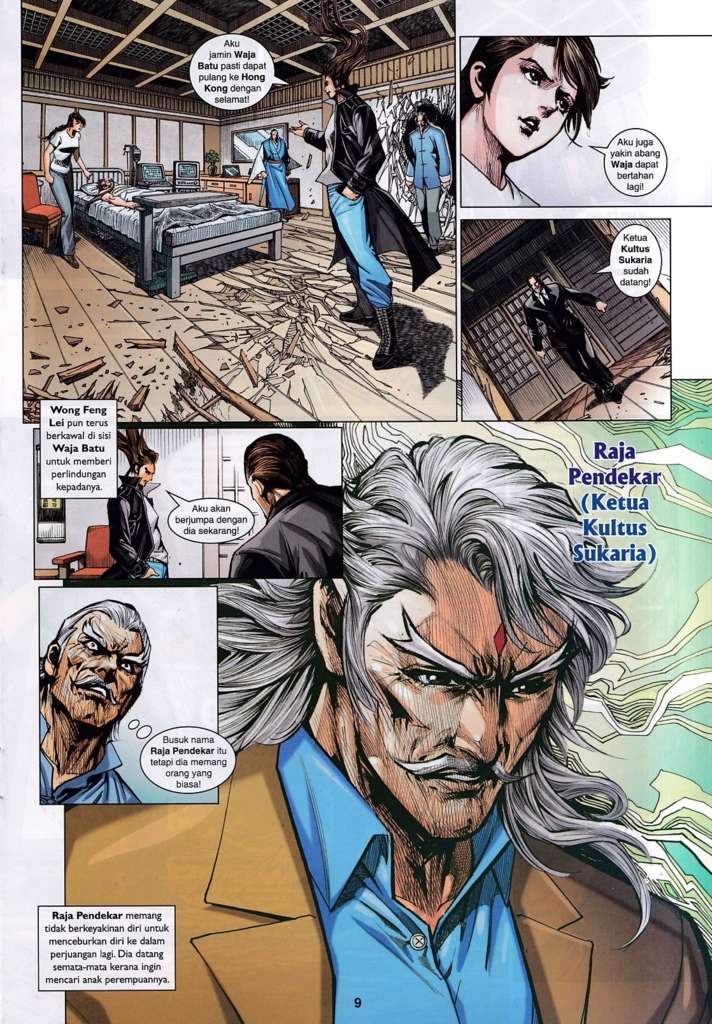 Aku
jamin Waja
Batu pasti dapat
pulang ke Hong
Kong dengan
selamat!
Aku juga
yakin abang
Waja dapat
bertahan
lagi!
Ketua
Kultus
Sukaria
sudah
datang!
Wong Feng
Lei pun terus
berkawal di sisi
Waja Batu
untuk memberi
perlindungan
kepadanya.
Aku akan
berjumpa dengan
dia sekarang!
Raja
Pendekar
(Ketua
Kultus
Sukaria)
Busuk nama
Raja Pendekar itu
tetapi dia memang
orang yang
biasa!
Raja Pendekar memang
tidak berkeyakinan diri untuk
menceburkan diri ke dalam
perjuangan lagi. Dia datang
semata-mata kerana ingin
mencari anak perempuannya.
9